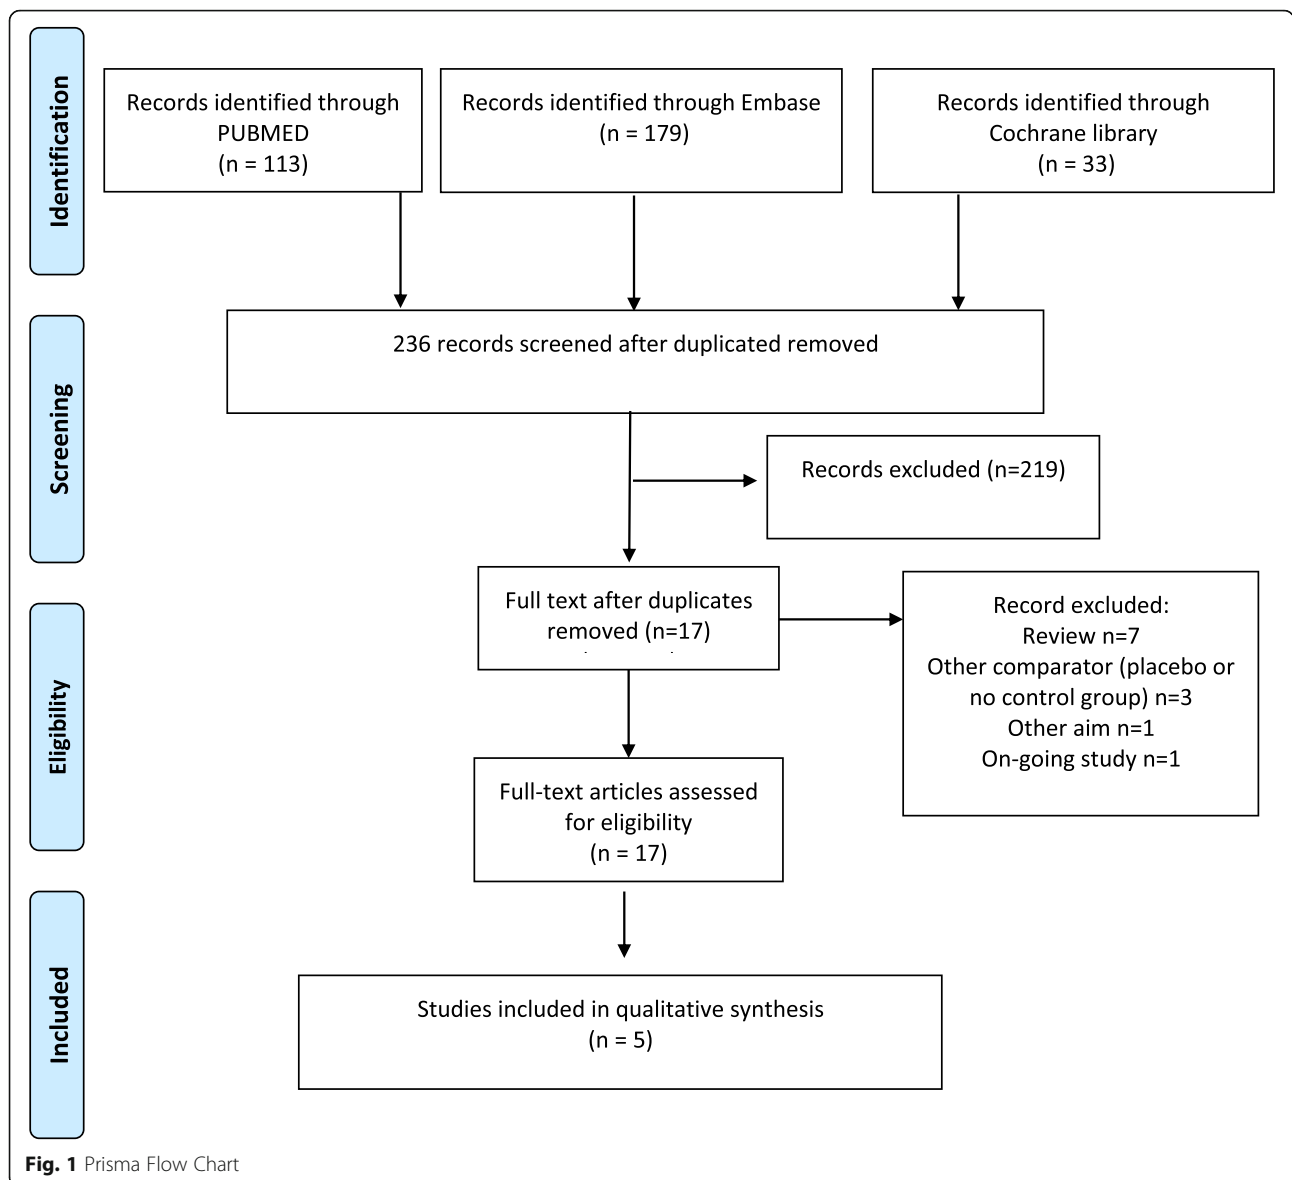 Identification
Records identified through
PUBMED
(n = 113)
Records identified through Embase
(n = 179)
Records identified through
Cochrane library
(n = 33)
Screening
236 records screened after duplicated removed
Records excluded (n=219)
Eligibility
Full text after duplicates
removed (n=17)
Record excluded:
Review n=7
Other comparator (placebo or
no control group) n=3
Other aim n=1
On-going study n=1
Full-text articles assessed
for eligibility
(n = 17)
Included
Studies included in qualitative synthesis
(n = 5)
Fig. 1 Prisma Flow Chart